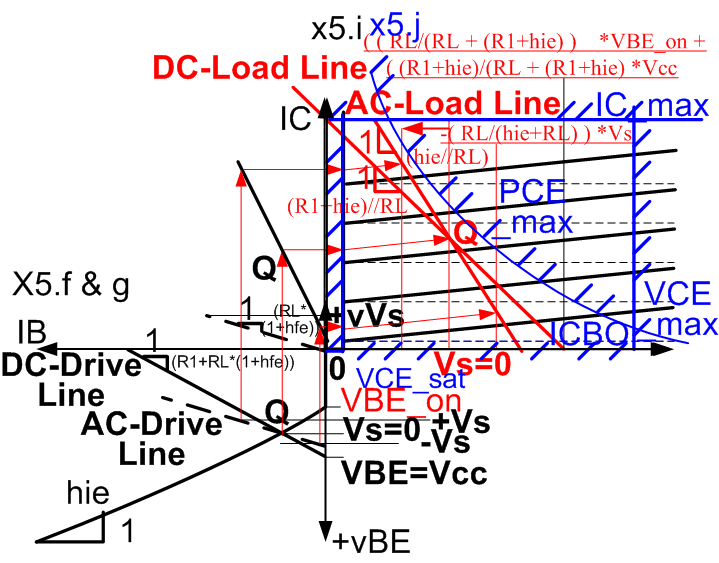 x5.i x5.j
( ( RL/(RL + (R1+hie) ) *VBE_on +
( (R1+hie)/(RL + (R1+hie) *Vcc
DC-Load Line
AC-Load Line
IC
IC_max
-( RL/(hie+RL) ) *Vs
1
(hie//RL)
1
PCE
_max
(R1+hie)//RL
Q
Q
X5.f & g
+vVs
1
(RL*
(1+hfe))
VCE
_max
ICBO
IB
1
(R1+RL*(1+hfe))
0
Vs=0
DC-Drive
Line
VCE_sat
VBE_on
Q
AC-Drive
Line
+Vs
Vs=0
-Vs
VBE=Vcc
hie
1
+vBE